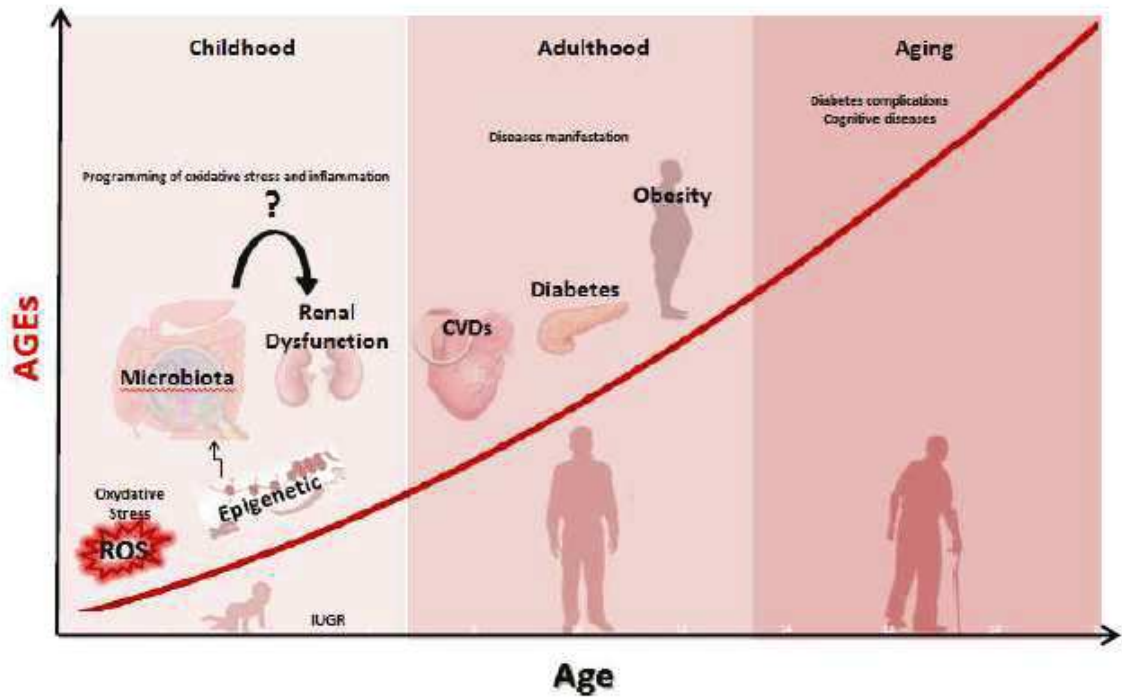 Childhood
Adulthood
Aging
Diabetes complications
Cognitive diseases
Diseases manifestation
Programming of oxidative stress and inflammation
?
Obesity
Diabetes
Renal
Dysfunction
CVDs
Microbiota
Epigenetic
Oxydative
Stress
ROS
IUGR
AGEs
Age